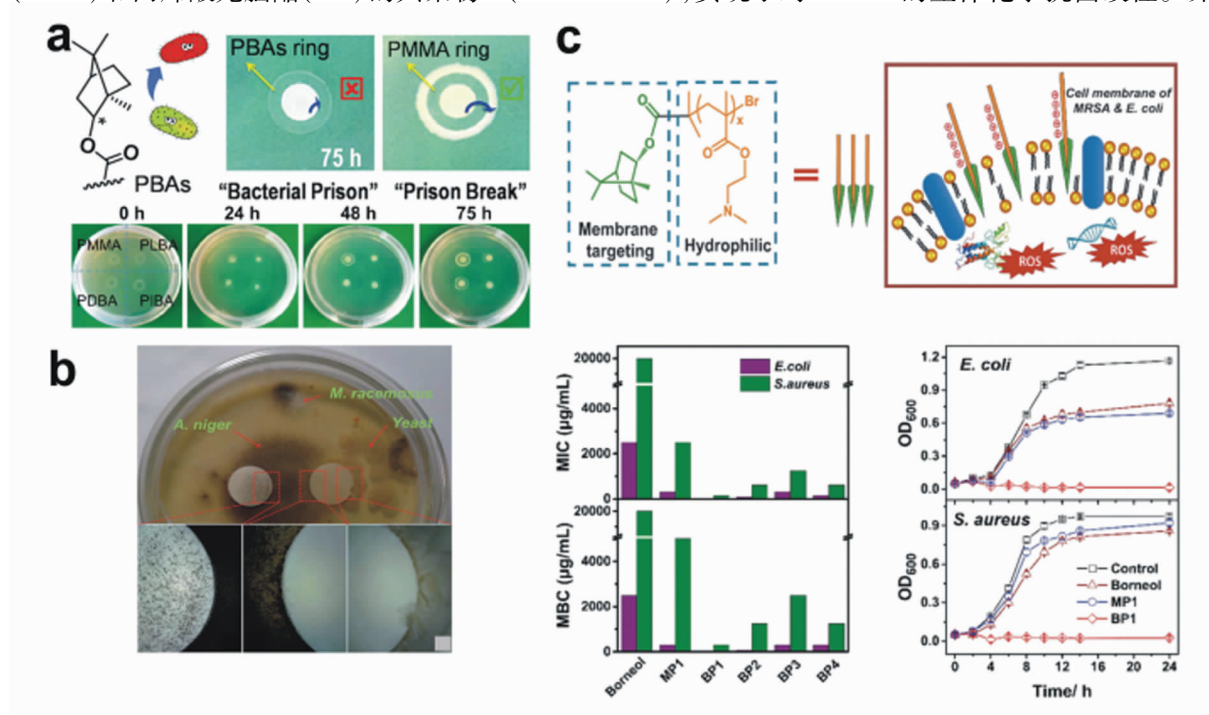 a
PBAs ring
PMMA ring
75 h
O
O
*
PBAs
"Bacterial Prison"
"Prison Break"
0 h
24 h
48 h
75 h
PMMA
PLBA
PDBA
PIBA
b
M. racemosus
A. niger
Yeast
c
Br
x
O
O
O
O
N
Membrane
targeting
Hydrophilic
=
Cell membrane of
MRSA & E. coli
ROS
ROS
MIC (μg/mL)
20000
4000
2000
0
E.coli
S.aureus
MBC (μg/mL)
20000
4000
2000
0
Borneol
MP1
BP1
BP2
BP3
BP4
OD600
1.2
0.9
0.6
0.3
0.0
E. coli
OD600
0.9
0.6
0.3
0.0
S. aureus
Control
Borneol
MP1
BP1
0
4
8
12
16
20
24
Time/ h